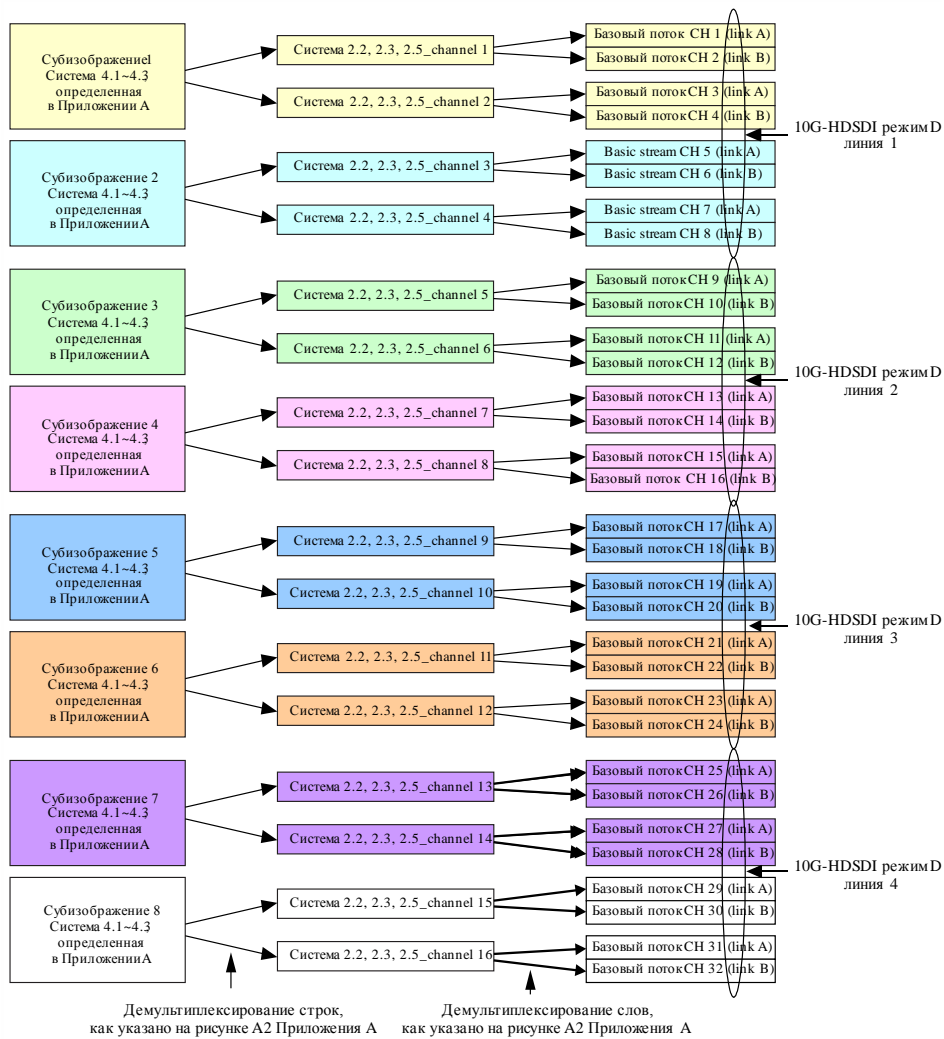 Субизображение1
Система 4.1~4.3
определенная
в Приложении А
Система 2.2, 2.3, 2.5_channel 1
Система 2.2, 2.3, 2.5_channel 2
Базовый поток CH 1 (link A)
Базовый поток CH 2 (link B)
Базовый поток CH 3 (link A)
Базовый поток CH 4 (link B)
10G-HDSDI режим D
линия 1
Субизображение 2
Система 4.1~4.3
определенная
в Приложении А
Система 2.2, 2.3, 2.5_channel 3
Система 2.2, 2.3, 2.5_channel 4
Basic stream CH 5 (link A)
Basic stream CH 6 (link B)
Basic stream CH 7 (link A)
Basic stream CH 8 (link B)
Субизображение 3
Система 4.1~4.3
определенная
в Приложении А
Система 2.2, 2.3, 2.5_channel 5
Система 2.2, 2.3, 2.5_channel 6
Базовый поток CH 9 (link A)
Базовый поток CH 10 (link B)
Базовый поток CH 11 (link A)
Базовый поток CH 12 (link B)
10G-HDSDI режим D
линия 2
Субизображение 4
Система 4.1~4.3
определенная
в Приложении А
Система 2.2, 2.3, 2.5_channel 7
Система 2.2, 2.3, 2.5_channel 8
Базовый поток CH 13 (link A)
Базовый поток CH 14 (link B)
Базовый поток CH 15 (link A)
Базовый поток CH 16 (link B)
Субизображение 5
Система 4.1~4.3
определенная
в Приложении А
Система 2.2, 2.3, 2.5_channel 9
Система 2.2, 2.3, 2.5_channel 10
Базовый поток CH 17 (link A)
Базовый поток CH 18 (link B)
Базовый поток CH 19 (link A)
Базовый поток CH 20 (link B)
10G-HDSDI режим D
линия 3
Субизображение 6
Система 4.1~4.3
определенная
в Приложении А
Система 2.2, 2.3, 2.5_channel 11
Система 2.2, 2.3, 2.5_channel 12
Базовый поток CH 21 (link A)
Базовый поток CH 22 (link B)
Базовый поток CH 23 (link A)
Базовый поток CH 24 (link B)
Субизображение 7
Система 4.1~4.3
определенная
в Приложении А
Система 2.2, 2.3, 2.5_channel 13
Система 2.2, 2.3, 2.5_channel 14
Базовый поток CH 25 (link A)
Базовый поток CH 26 (link B)
Базовый поток CH 27 (link A)
Базовый поток CH 28 (link B)
10G-HDSDI режим D
линия 4
Субизображение 8
Система 4.1~4.3
определенная
в Приложении А
Система 2.2, 2.3, 2.5_channel 15
Система 2.2, 2.3, 2.5_channel 16
Базовый поток CH 29 (link A)
Базовый поток CH 30 (link B)
Базовый поток CH 31 (link A)
Базовый поток CH 32 (link B)
Демультиплексирование строк,
как указано на рисунке А2 Приложения А
Демультиплексирование слов,
как указано на рисунке А2 Приложения А